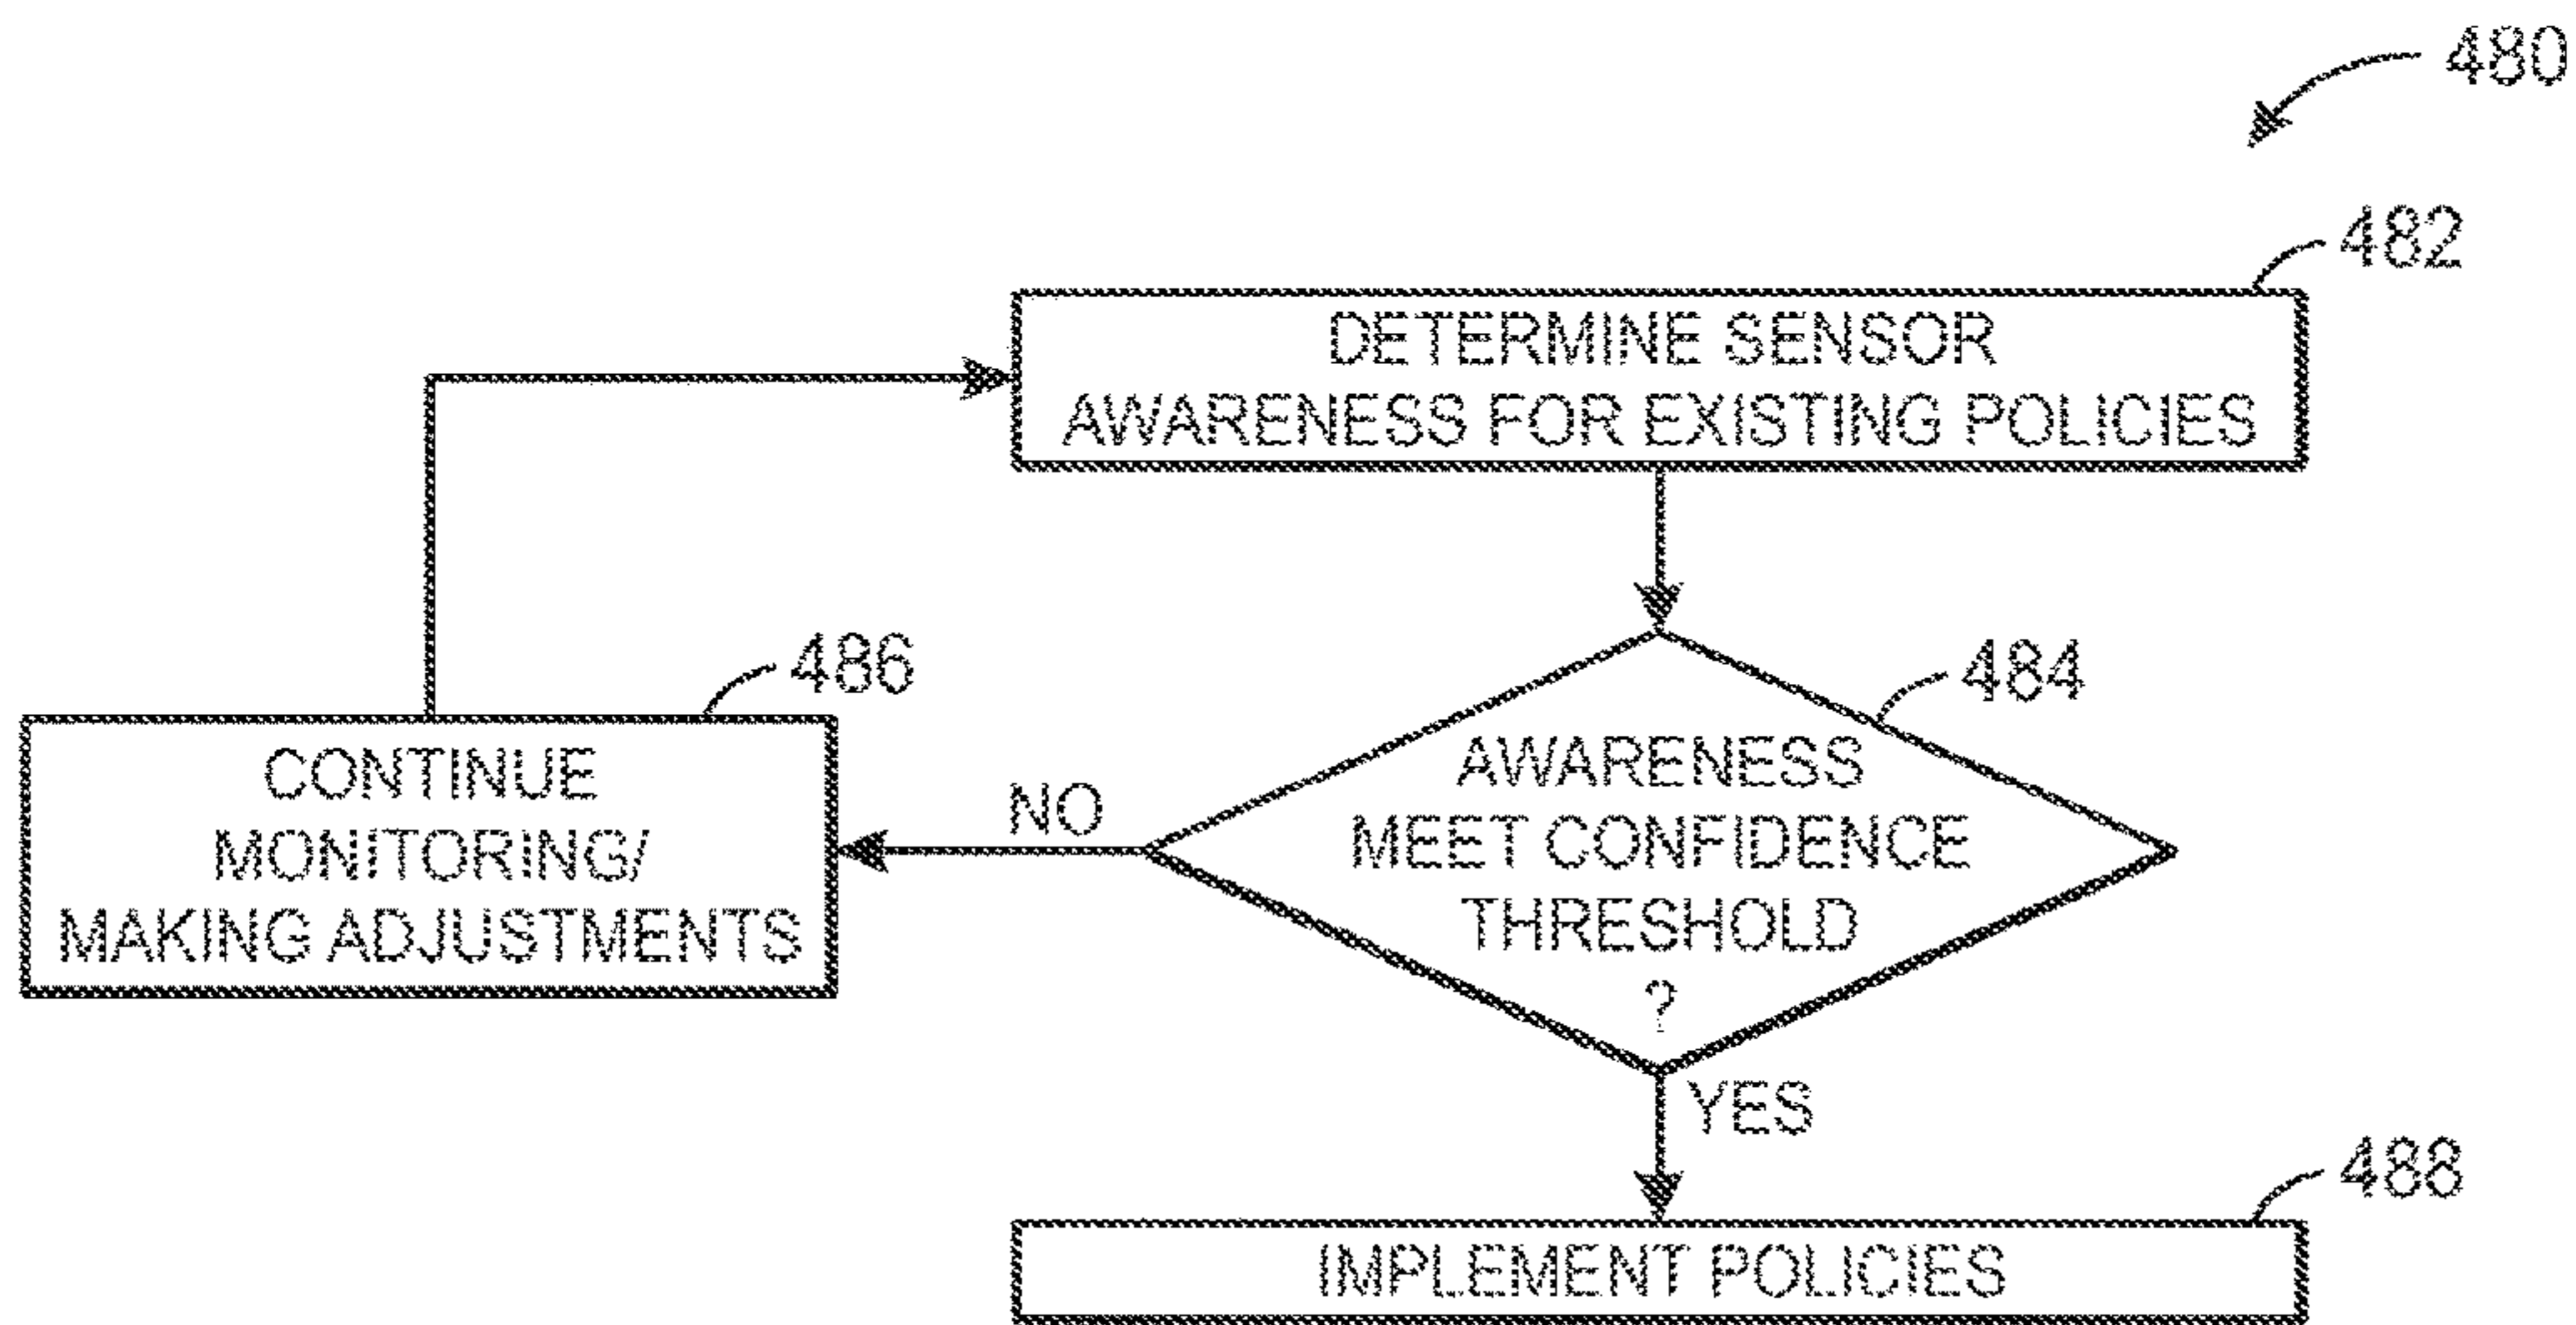 480
482
DETERMINE SENSOR
AWARENESS FOR EXISTING POLICIES
486
484
CONTINUE
MONITORING/
MAKING ADJUSTMENTS
NO
AWARENESS
MEET CONFIDENCE
THRESHOLD
?
YES
488
IMPLEMENT POLICIES